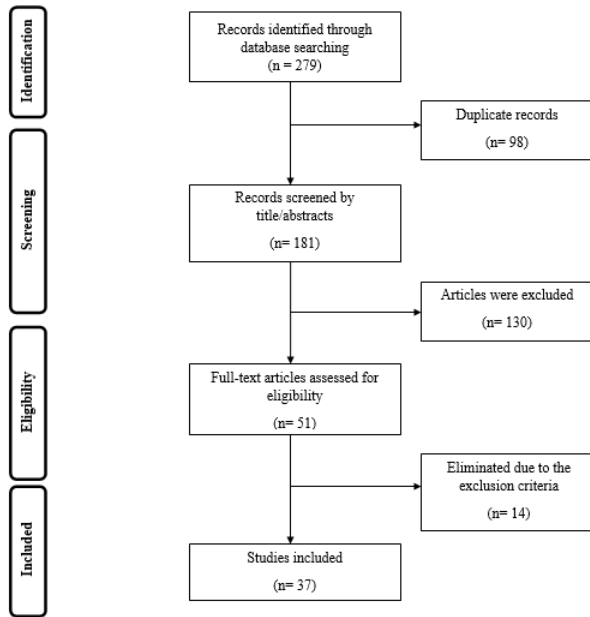 Identification
Records identified through
database searching
(n = 279)
Duplicate records
(n= 98)
Screening
Records screened by
title/abstracts
(n= 181)
Articles were excluded
(n= 130)
Eligibility
Full-text articles assessed for
eligibility
(n= 51)
Eliminated due to the
exclusion criteria
(n= 14)
Included
Studies included
(n= 37)